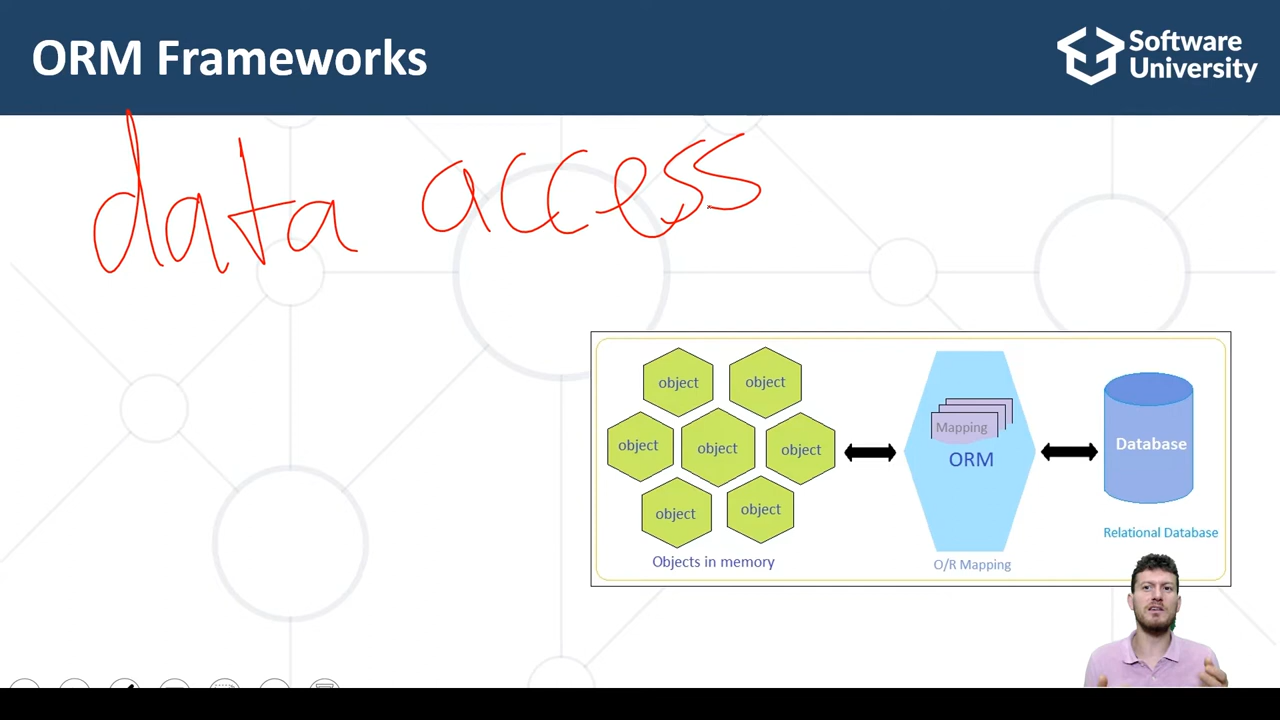 ORM Frameworks
Software
University
data access
object object
object object object
object object
Objects in memory
Mapping
ORM
O/R Mapping
Database
Relational Database